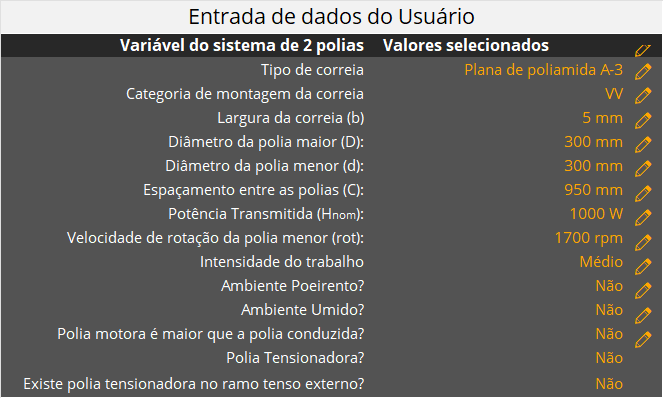 Entrada de dados do Usuário
Variável do sistema de 2 polias Valores selecionados
Tipo de correia Plana de poliamida A-3
Categoria de montagem da correia VV
Largura da correia (b) 5 mm
Diâmetro da polia maior (D): 300 mm
Diâmetro da polia menor (d): 300 mm
Espaçamento entre as polias (C): 950 mm
Potência Transmitida (Hnom): 1000 W
Velocidade de rotação da polia menor (rot): 1700 rpm
Intensidade do trabalho Médio
Ambiente Poeirento? Não
Ambiente Umido? Não
Polia motora é maior que a polia conduzida? Não
Polia Tensionadora? Não
Existe polia tensionadora no ramo tenso externo? Não